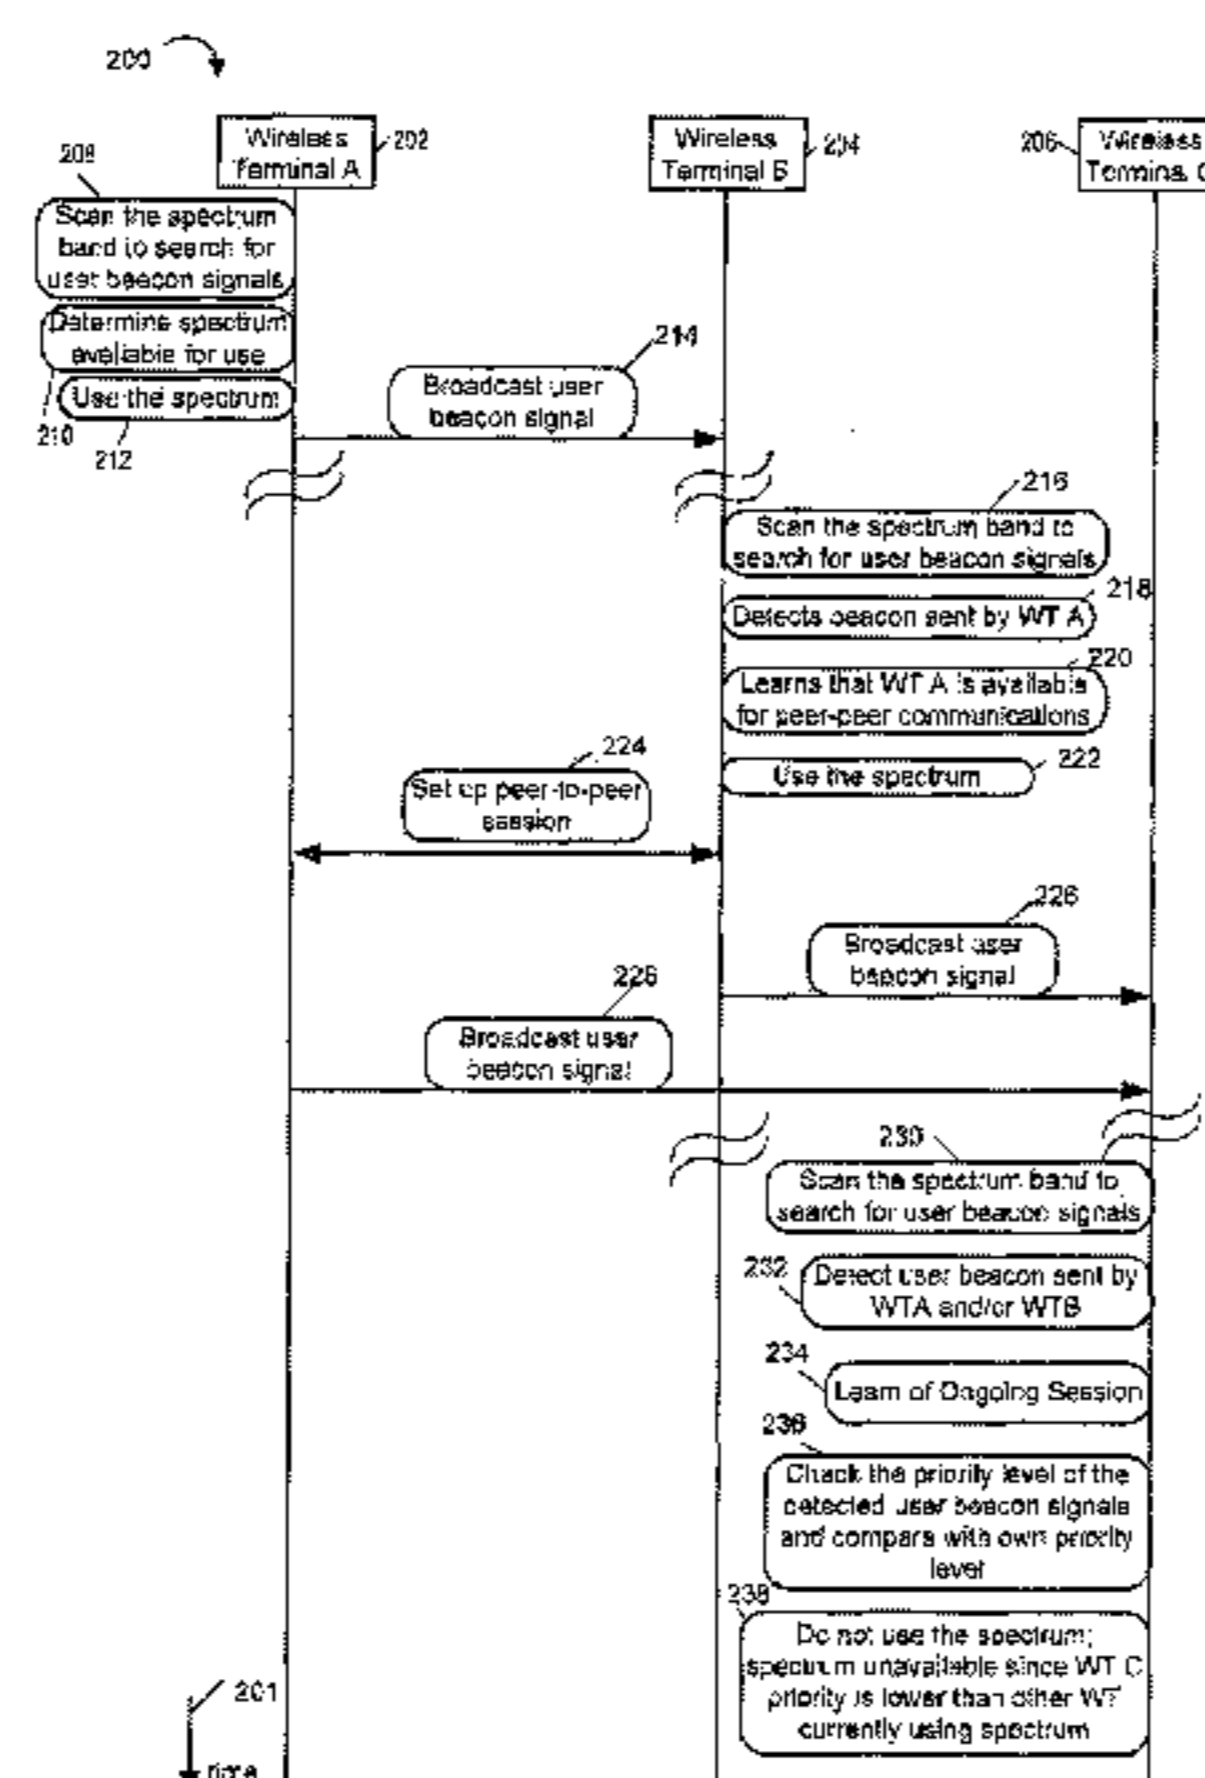 200
Wireless
Terminal A
202
Wireless
Terminal B
204
206
Wireless
Terminal C
208
Scan the spectrum
band to search for
user beacon signals
Determine spectrum
available for use
Use the spectrum
210
212
214
Broadcast user
beacon signal
216
Scan the spectrum band to
search for user beacon signals
218
Detects beacon sent by WT A
220
Learns that WT A is available
for peer-peer communications
222
Use the spectrum
224
Set up peer-to-peer
session
226
Broadcast user
beacon signal
228
Broadcast user
beacon signal
230
Scan the spectrum band to
search for user beacon signals
232
Detect user beacon sent by
WTA and/or WTB
234
Learn of Ongoing Session
236
Check the priority level of the
detected user beacon signals
and compare with own priority
level
238
Do not use the spectrum;
spectrum unavailable since WT C
priority is lower than other WT
currently using spectrum
201
time